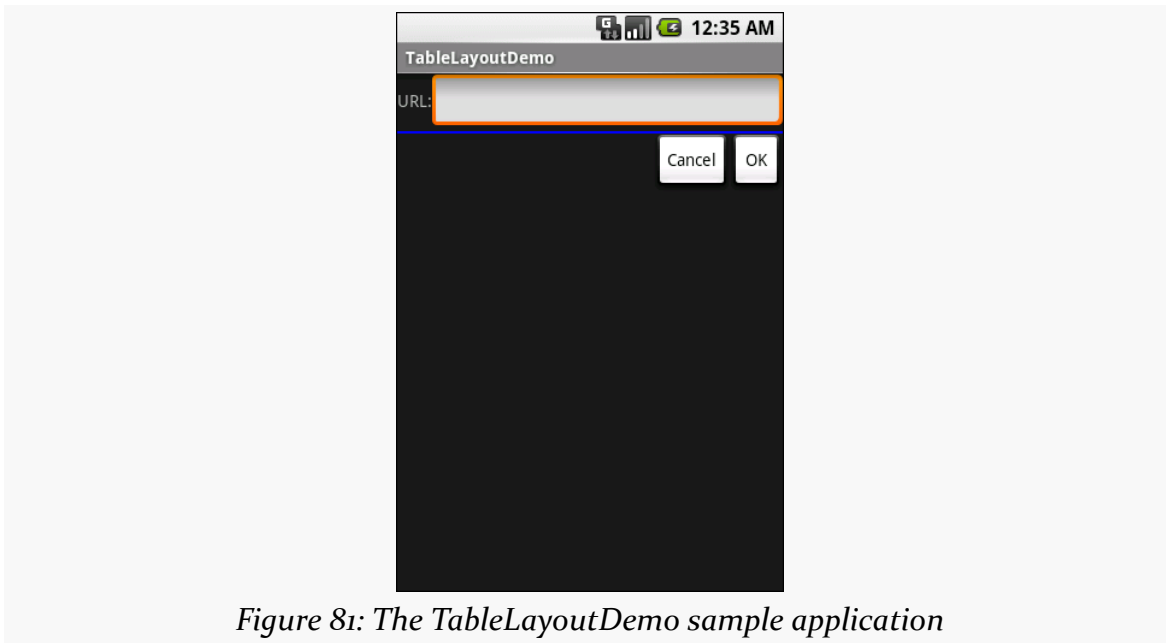 12:35 AM
TableLayoutDemo
URL:
Cancel OK
Figure 81: The TableLayoutDemo sample application